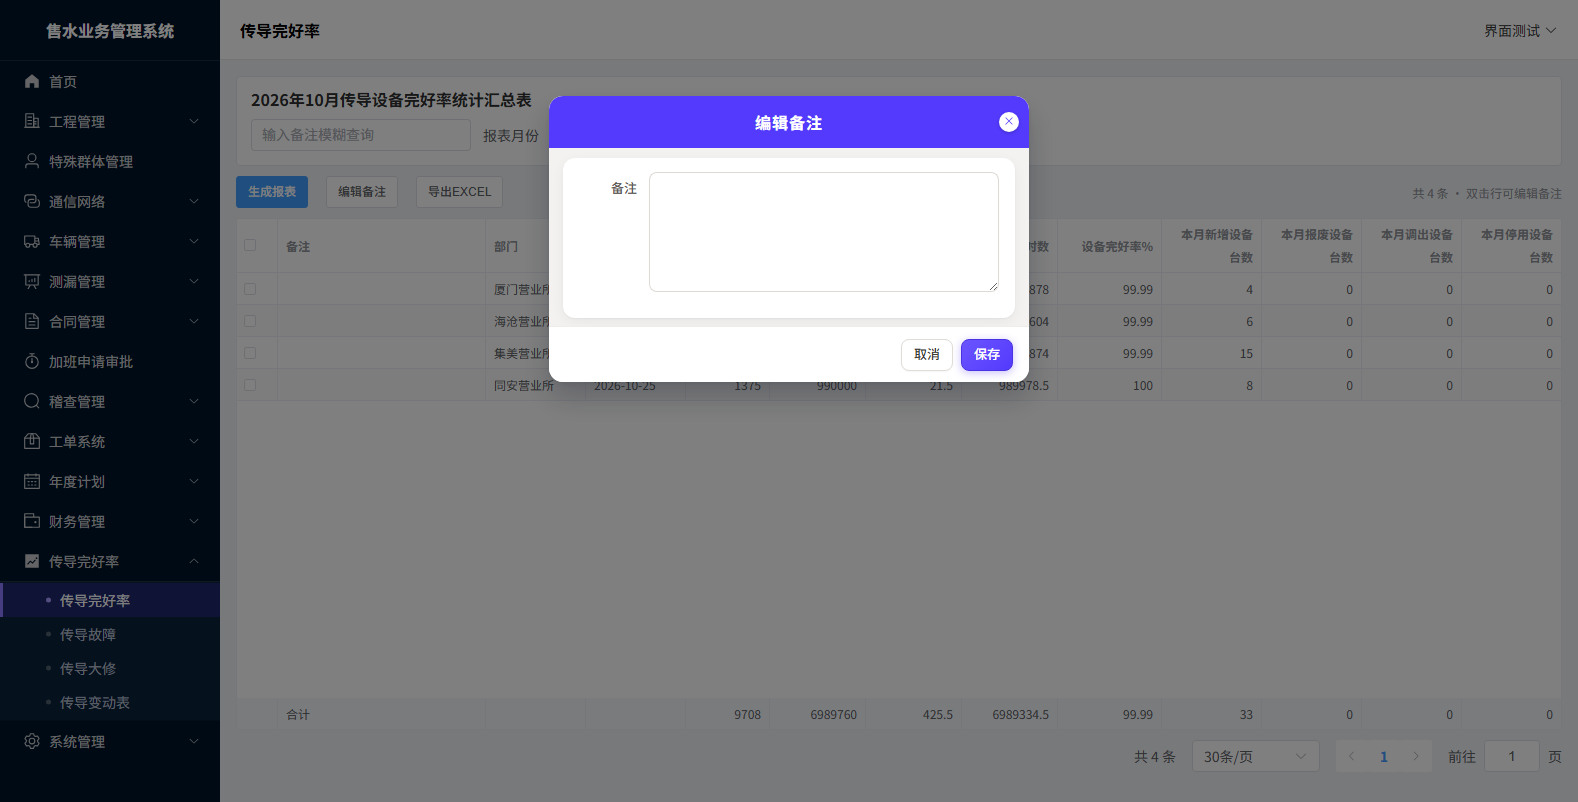 售水业务管理系统
首页
工程管理
特殊群体管理
通信网络
车辆管理
测漏管理
合同管理
加班申请审批
稽查管理
工单系统
年度计划
财务管理
传导完好率
传导完好率
传导故障
传导大修
传导变动表
系统管理
传导完好率
界面测试
2026年10月传导设备完好率统计汇总表
输入备注模糊查询 报表月份
生成报表 编辑备注 导出EXCEL
共 4 条 · 双击行可编辑备注
编辑备注
备注
取消 保存
备注 部门 时数 设备完好率% 本月新增设备台数 本月报废设备台数 本月调出设备台数 本月停用设备台数
厦门营业所 878 99.99 4 0 0 0
海沧营业所 604 99.99 6 0 0 0
集美营业所 874 99.99 15 0 0 0
同安营业所 2026-10-25 1375 990000 21.5 989978.5 100 8 0 0 0
合计 9708 6989760 425.5 6989334.5 99.99 33 0 0 0
共 4 条 30条/页 1 前往 1 页